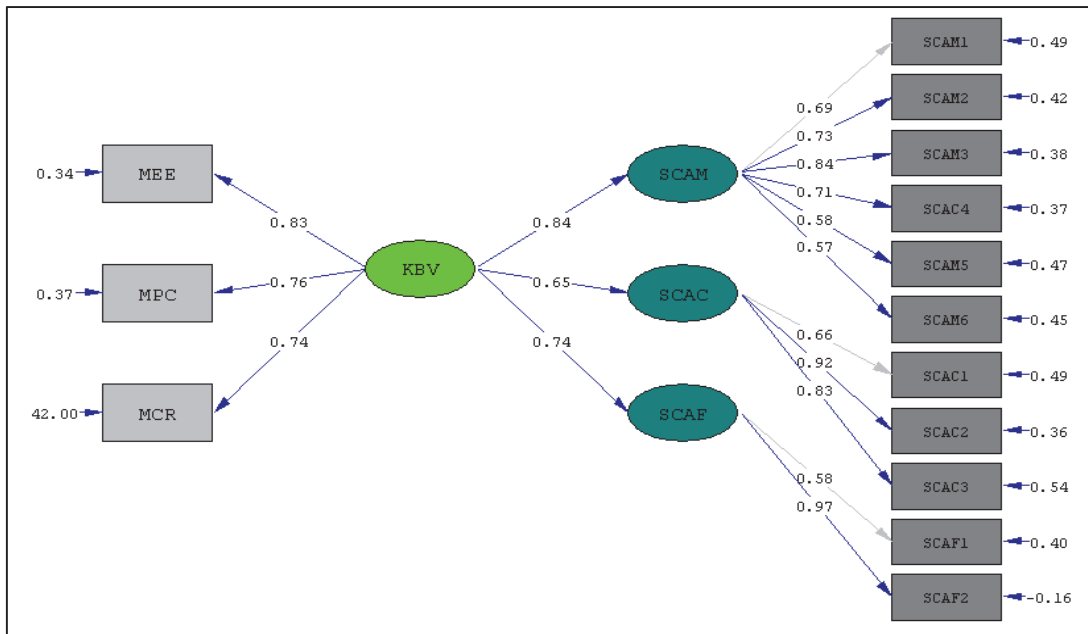 SCAM1
0.49
0.69
SCAM2
0.42
0.73
SCAM3
0.38
0.84
SCAC4
0.37
0.71
SCAM5
0.47
0.58
SCAM6
0.45
0.57
0.34
MEE
0.83
SCAM
0.84
KBV
0.37
MPC
0.76
0.65
SCAC
0.66
SCAC1
0.49
0.92
SCAC2
0.36
0.83
SCAC3
0.54
42.00
MCR
0.74
0.74
SCAF
0.58
SCAF1
0.40
0.97
SCAF2
-0.16